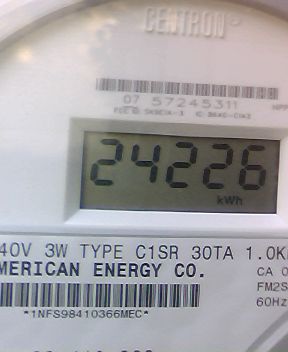 CENTRON
07 57245311
24226
kWh
40V 3W TYPE C1SR 30TA 1.0K
MERICAN ENERGY CO.
CA 0
FM2S
60Hz
*1NFS98410366MEC*